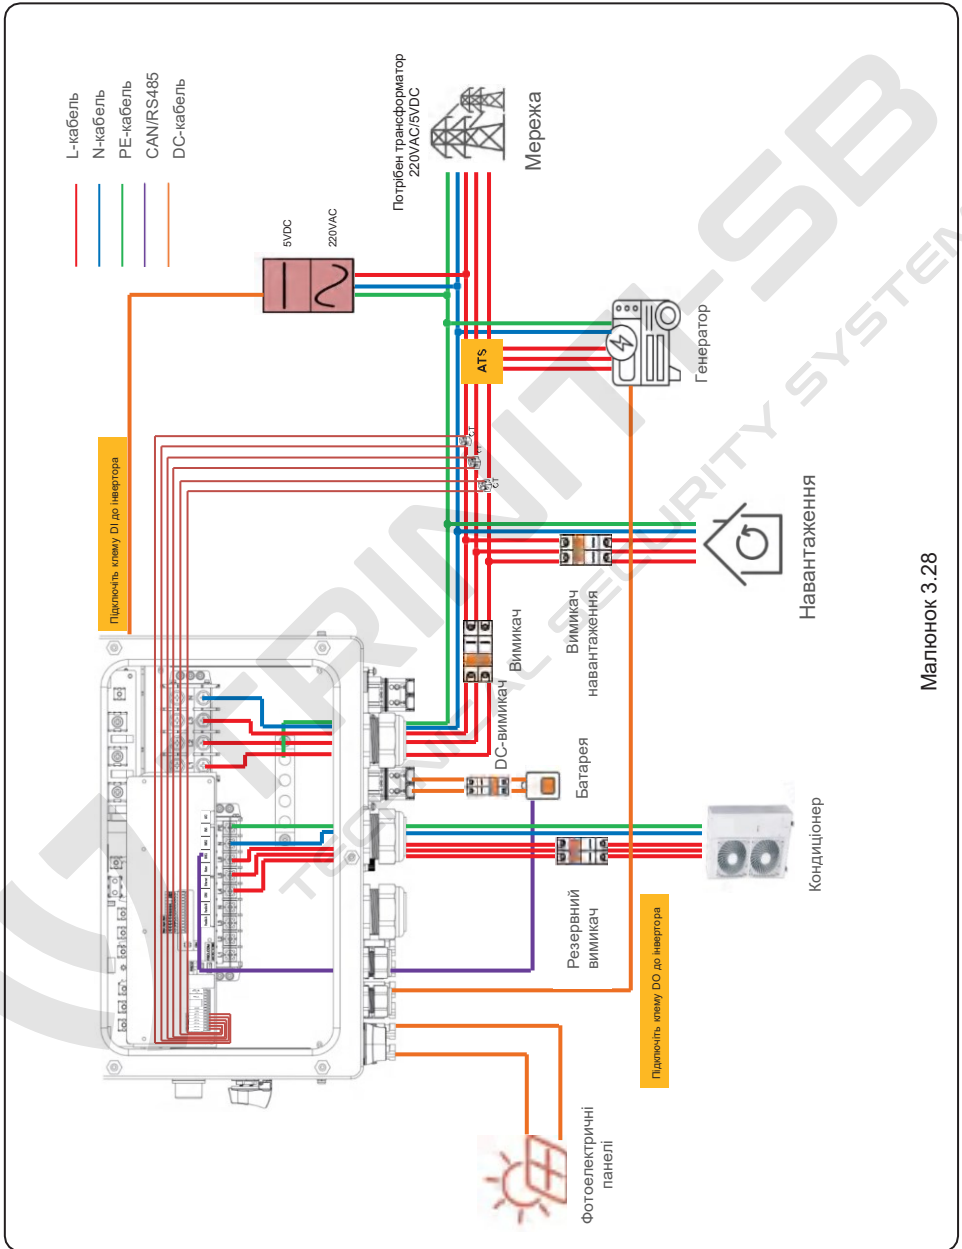 L-кабель
N-кабель
PE-кабель
CAN/RS485
DC-кабель
Потрібен трансформатор
220VAC/5VDC
Мережа
5VDC
220VAC
ATS
Генератор
Підключіть клему DI до інвертора
CT
CT
Вимикач
Вимикач
навантаження
Навантаження
DC-вимикач
Батарея
Резервний
вимикач
Кондиціонер
Підключіть клему DO до інвертора
Фотоелектричні
панелі
Малюнок 3.28
TRINITI-SB
TECHNICAL SECURITY SYSTEM